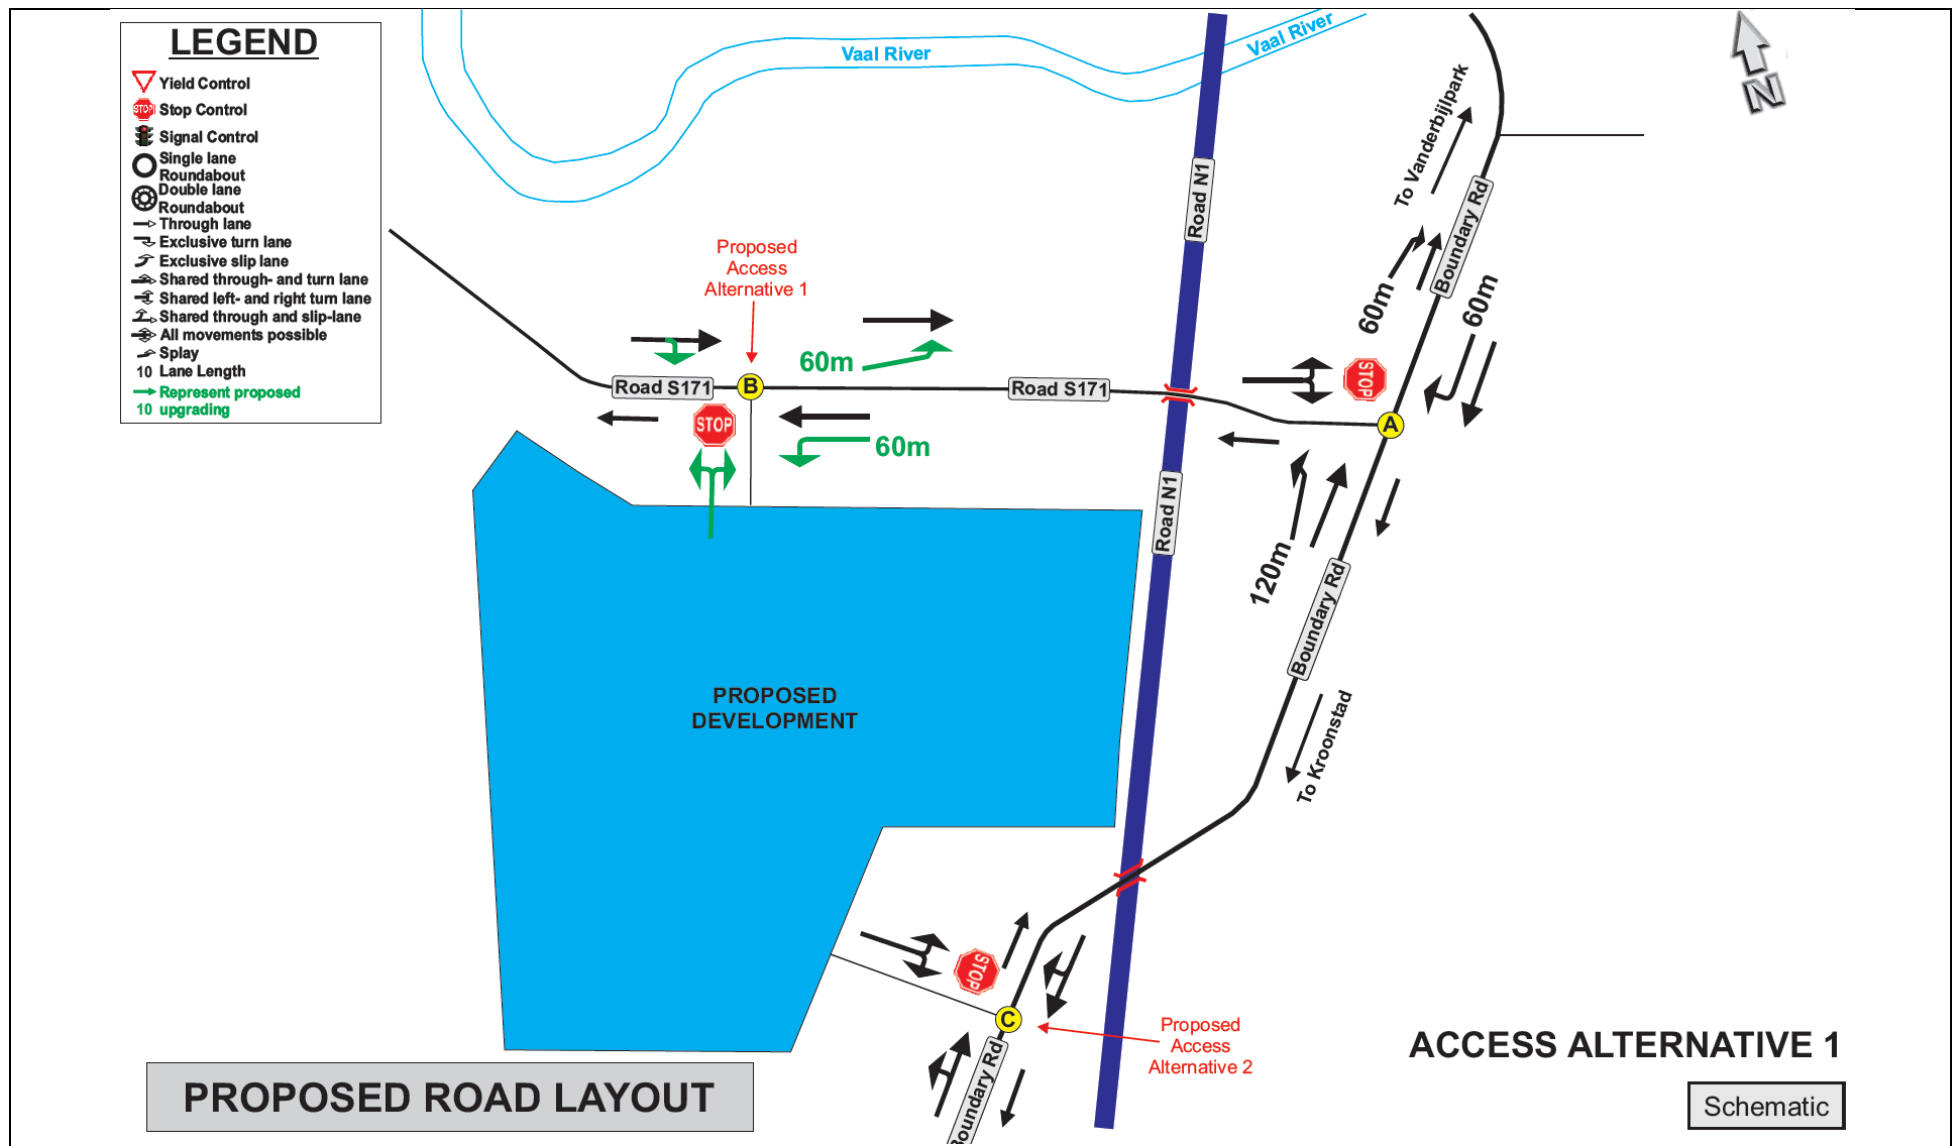 LEGEND
Yield Control
STOP Stop Control
Signal Control
Single lane
Roundabout
Double lane
Roundabout
Through lane
Exclusive turn lane
Exclusive slip lane
Shared through- and turn lane
Shared left- and right turn lane
Shared through and slip-lane
All movements possible
Splay
10 Lane Length
Represent proposed
10 upgrading
Vaal River
Vaal River
N
To Vanderbijlpark
Road N1
Boundary Rd
Proposed
Access
Alternative 1
60m
60m
60m
Road S171
B
Road S171
STOP
A
STOP
60m
Road N1
120m
Boundary Rd
PROPOSED
DEVELOPMENT
To Kroonstad
STOP
C
Proposed
Access
Alternative 2
Boundary Rd
ACCESS ALTERNATIVE 1
PROPOSED ROAD LAYOUT
Schematic